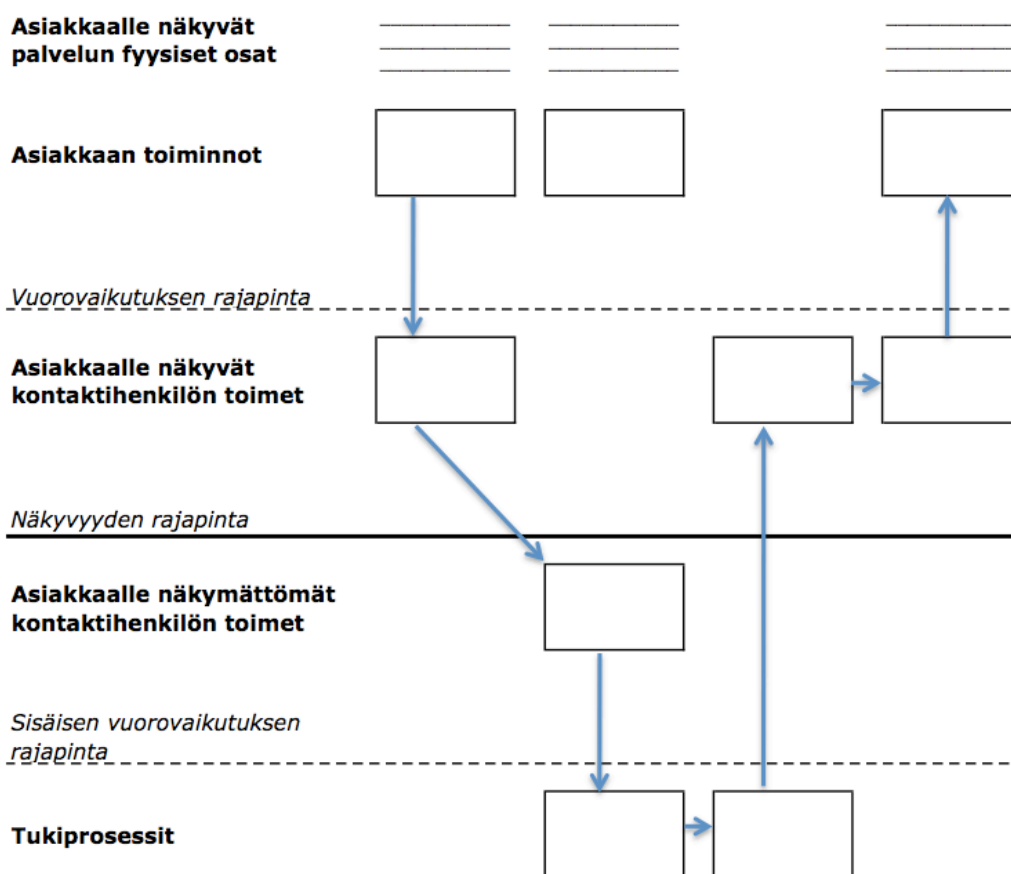 Asiakkaalle näkyvät
palvelun fyysiset osat
Asiakkaan toiminnot
Vuorovaikutuksen rajapinta
Asiakkaalle näkyvät
kontaktihenkilön toimet
Näkyvyyden rajapinta
Asiakkaalle näkymättömät
kontaktihenkilön toimet
Sisäisen vuorovaikutuksen
rajapinta
Tukiprosessit